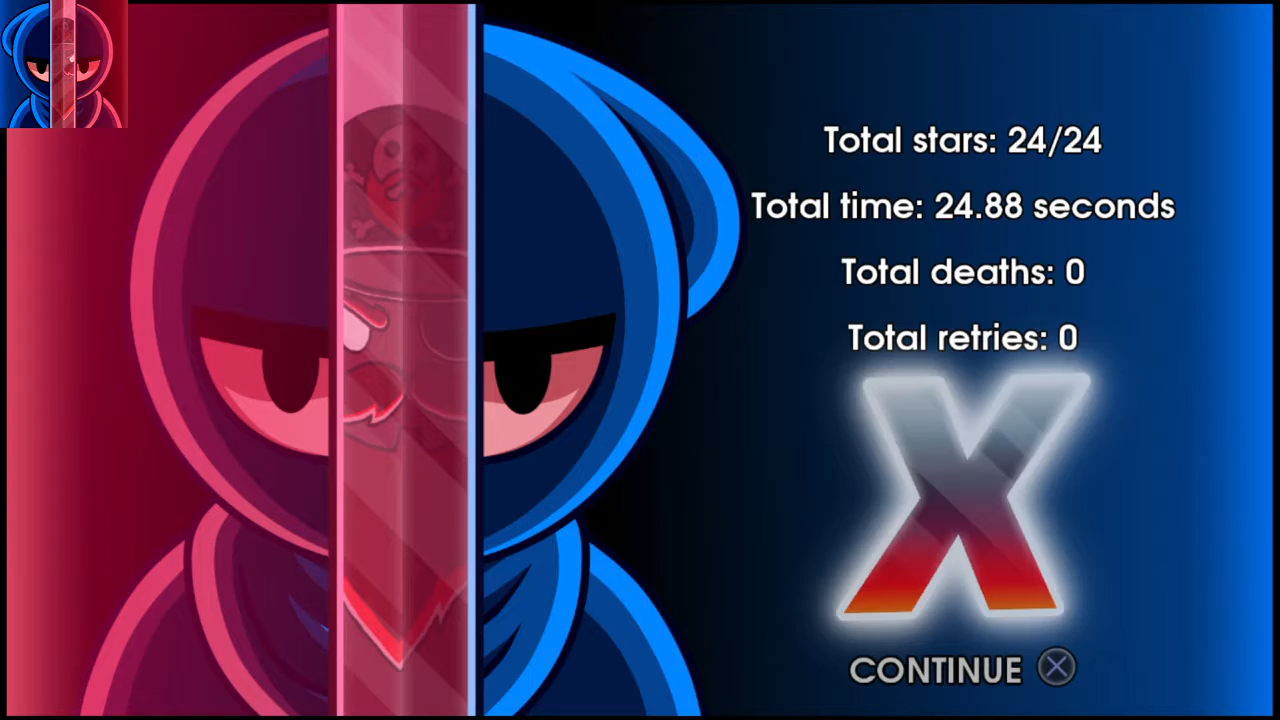 Total stars: 24/24
Total time: 24.88 seconds
Total deaths: 0
Total retries: 0
X
CONTINUE